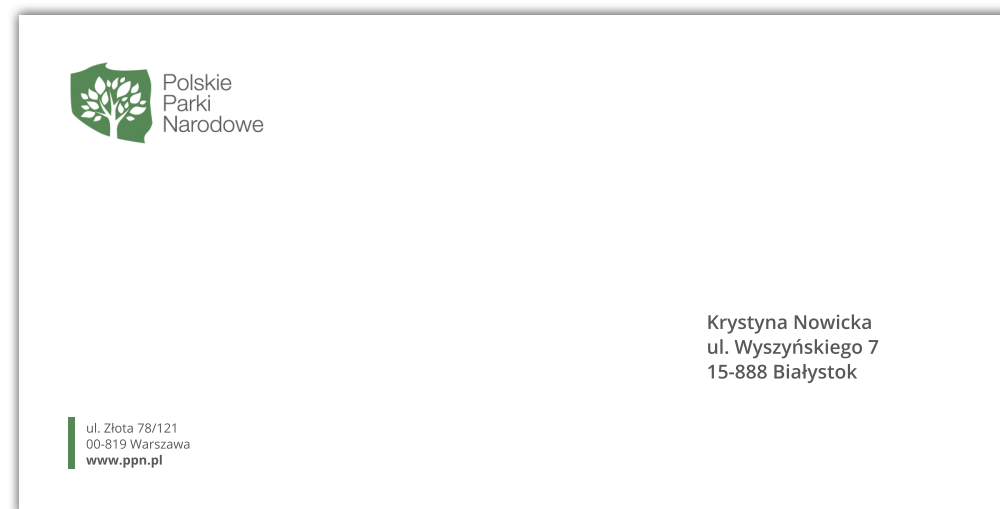 Polskie
Parki
Narodowe
Krystyna Nowicka
ul. Wyszyńskiego 7
15-888 Białystok
ul. Złota 78/121
00-819 Warszawa
www.ppn.pl